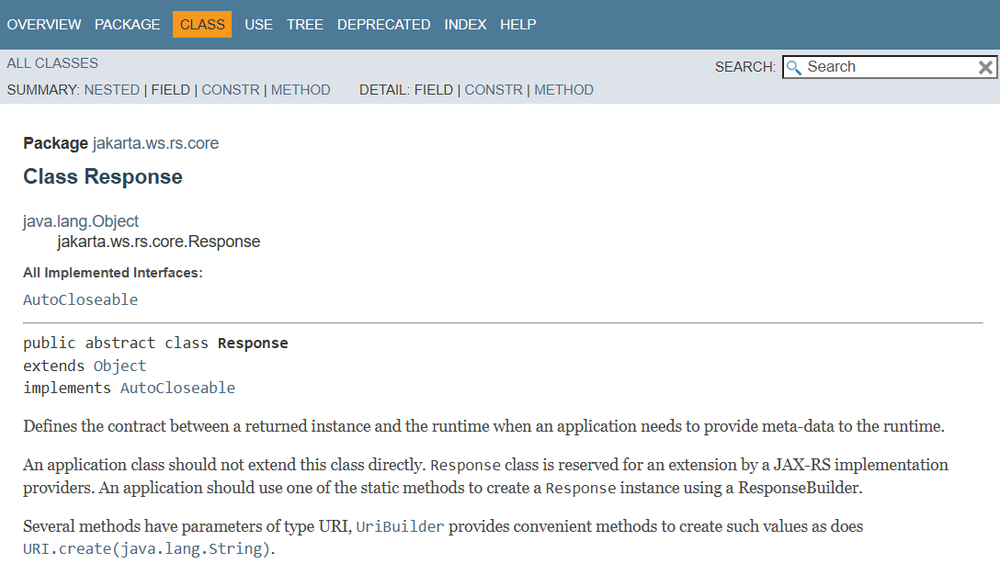 OVERVIEW PACKAGE CLASS USE TREE DEPRECATED INDEX HELP
ALL CLASSES
SEARCH: Search
SUMMARY: NESTED | FIELD | CONSTR | METHOD DETAIL: FIELD | CONSTR | METHOD
Package jakarta.ws.rs.core
Class Response
java.lang.Object
jakarta.ws.rs.core.Response
All Implemented Interfaces:
AutoCloseable
public abstract class Response
extends Object
implements AutoCloseable
Defines the contract between a returned instance and the runtime when an application needs to provide meta-data to the runtime.
An application class should not extend this class directly. Response class is reserved for an extension by a JAX-RS implementation
providers. An application should use one of the static methods to create a Response instance using a ResponseBuilder.
Several methods have parameters of type URI, UriBuilder provides convenient methods to create such values as does
URI.create(java.lang.String).